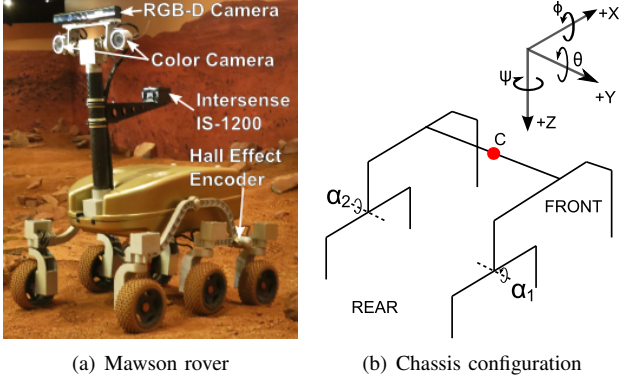 RGB-D Camera
Color Camera
Intersense
IS-1200
Hall Effect
Encoder
(a) Mawson rover
ϕ
+X
θ
ψ
+Y
+Z
C
α2
FRONT
α1
REAR
(b) Chassis configuration